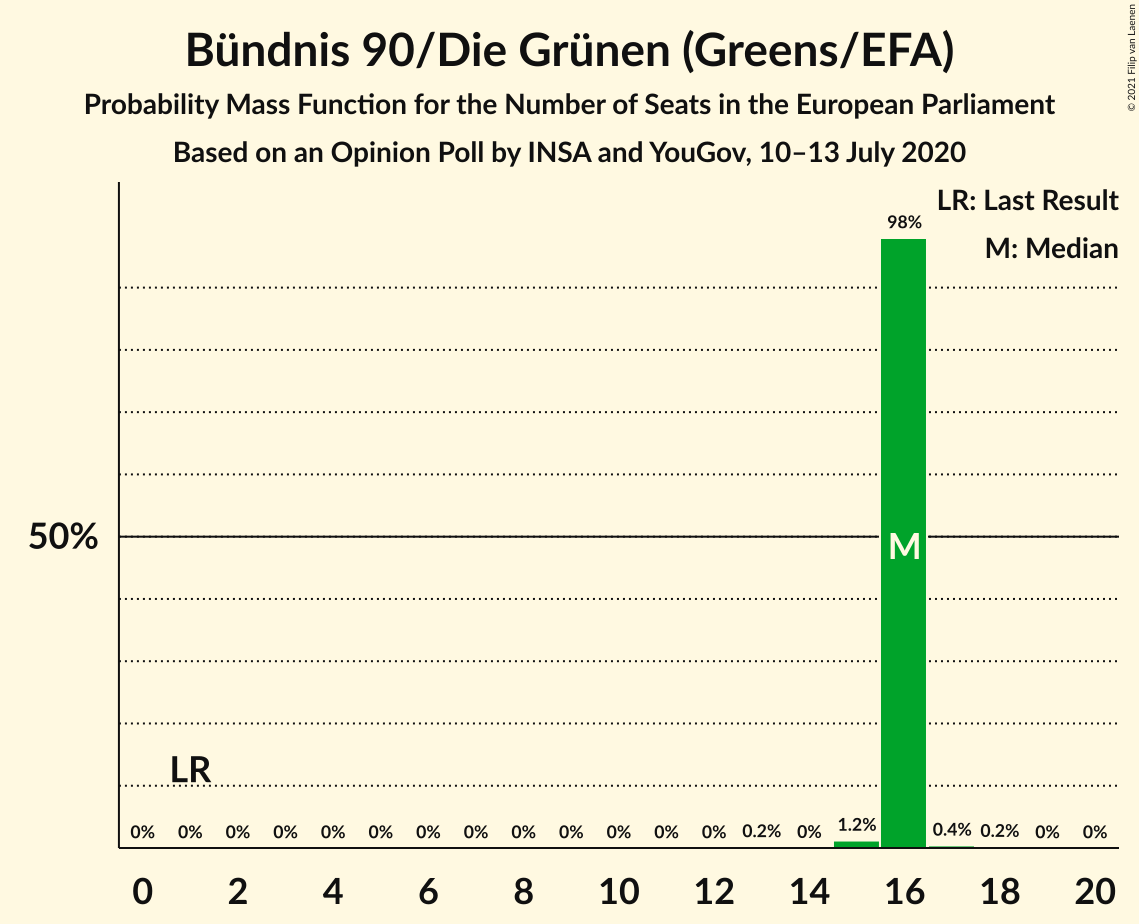 Bündnis 90/Die Grünen (Greens/EFA)
Probability Mass Function for the Number of Seats in the European Parliament
Based on an Opinion Poll by INSA and YouGov, 10–13 July 2020
© 2021 Filip van Laenen
LR: Last Result
M: Median
98%
50%
M
LR
0% 0% 0% 0% 0% 0% 0% 0% 0% 0% 0% 0% 0% 0.2% 0% 1.2% 0.4% 0.2% 0% 0%
0 2 4 6 8 10 12 14 16 18 20